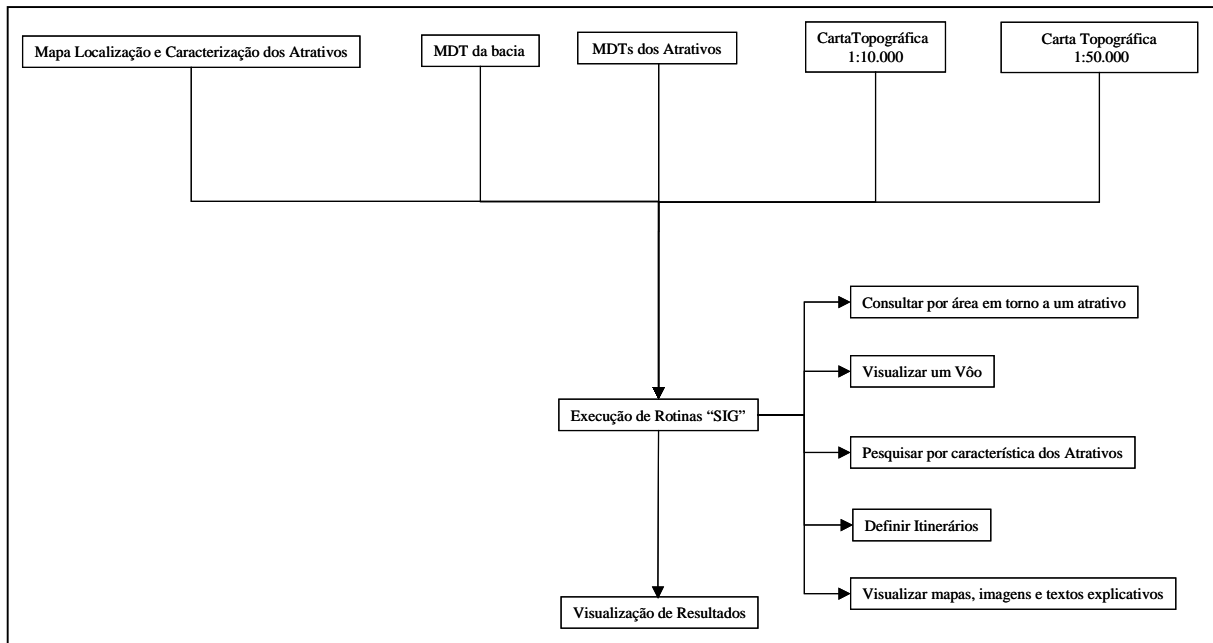 Mapa Localização e Caracterização dos Atrativos
MDT da bacia
MDTs dos Atrativos
CartaTopográfica
1:10.000
Carta Topográfica
1:50.000
Consultar por área em torno a um atrativo
Visualizar um Vôo
Execução de Rotinas “SIG”
Pesquisar por característica dos Atrativos
Definir Itinerários
Visualizar mapas, imagens e textos explicativos
Visualização de Resultados